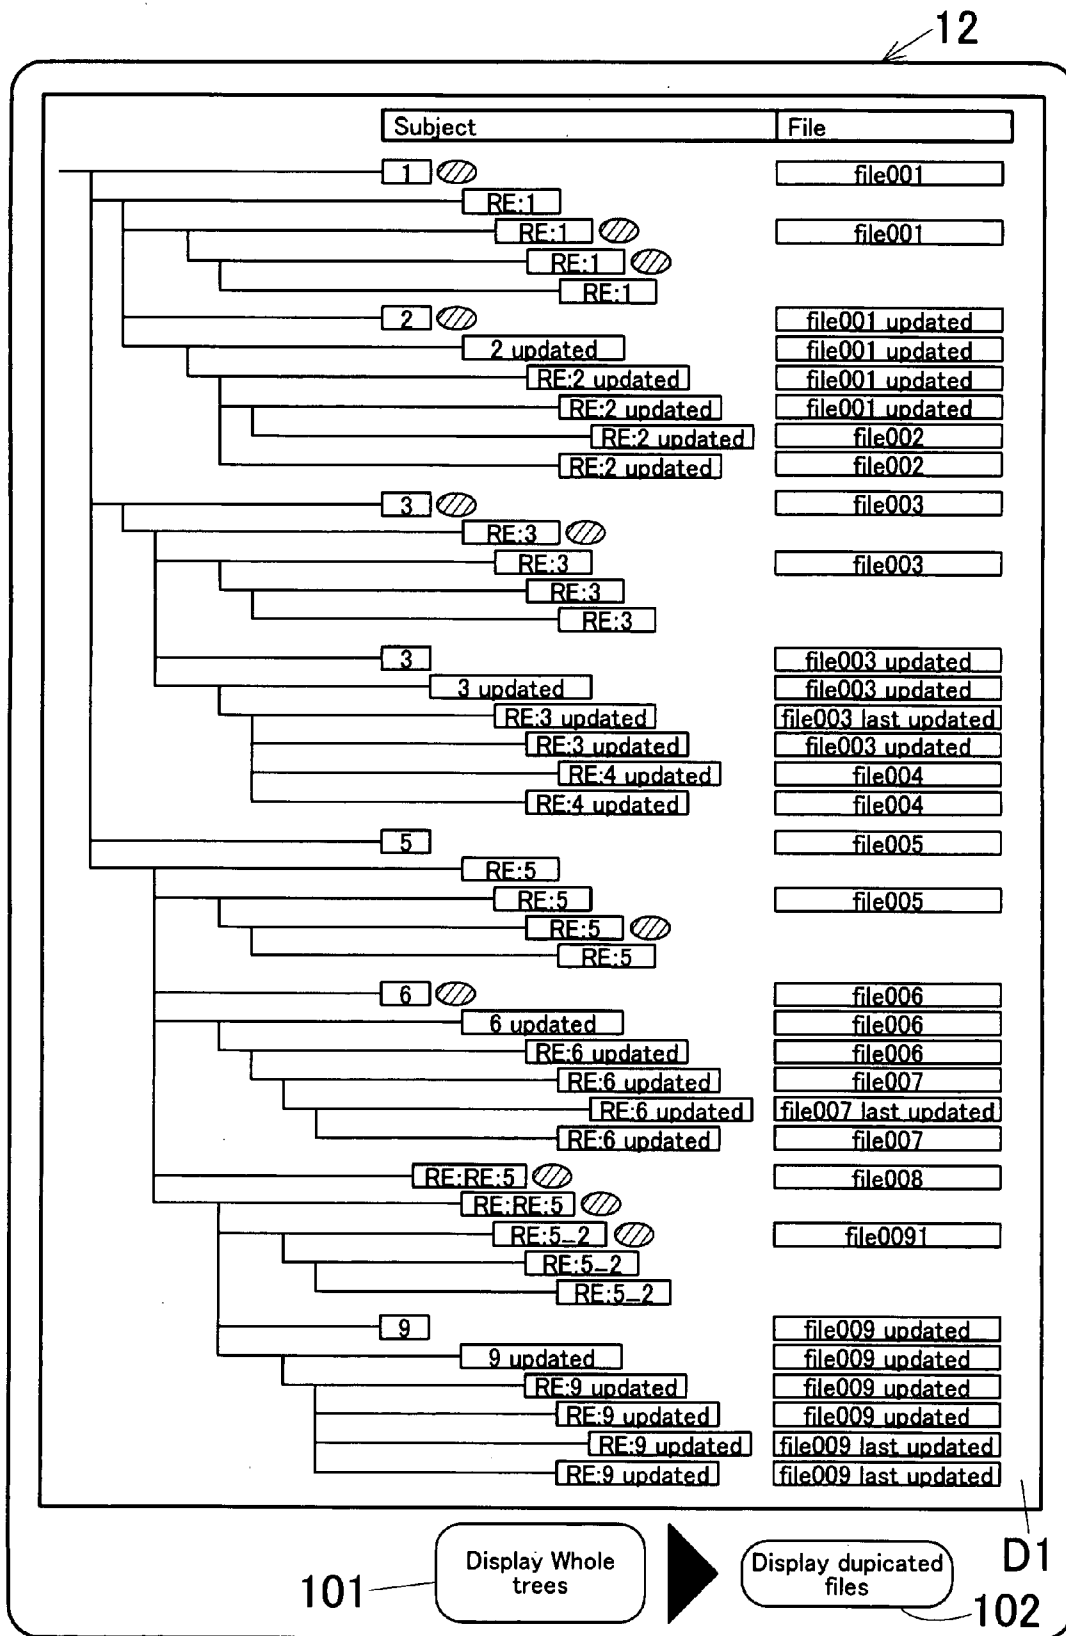 12
Subject File
1 file001
RE:1
RE:1 file001
RE:1
RE:1
2 file001 updated
2 updated file001 updated
RE:2 updated file001 updated
RE:2 updated file001 updated
RE:2 updated file002
RE:2 updated file002
3 file003
RE:3
RE:3 file003
RE:3
RE:3
3 file003 updated
3 updated file003 updated
RE:3 updated file003 last updated
RE:3 updated file003 updated
RE:4 updated file004
RE:4 updated file004
5 file005
RE:5
RE:5 file005
RE:5
RE:5
6 file006
6 updated file006
RE:6 updated file006
RE:6 updated file007
RE:6 updated file007 last updated
RE:6 updated file007
RE:RE:5 file008
RE:RE:5
RE:5_2 file0091
RE:5_2
RE:5_2
9 file009 updated
9 updated file009 updated
RE:9 updated file009 updated
RE:9 updated file009 updated
RE:9 updated file009 last updated
RE:9 updated file009 last updated
D1
Display Whole
trees
101
Display dupicated
files
102